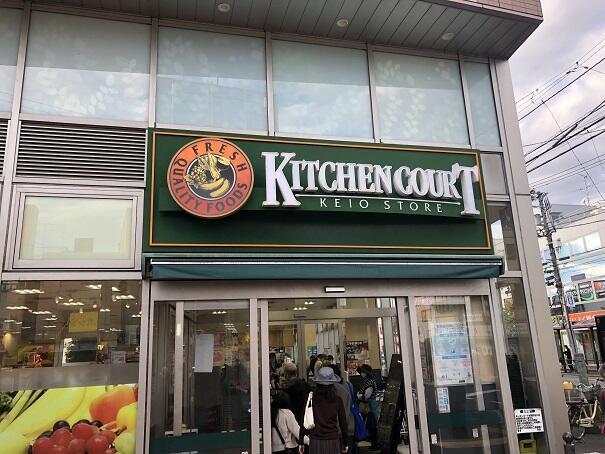 FRESH
QUALITY FOODS
KITCHEN COURT
KEIO STORE